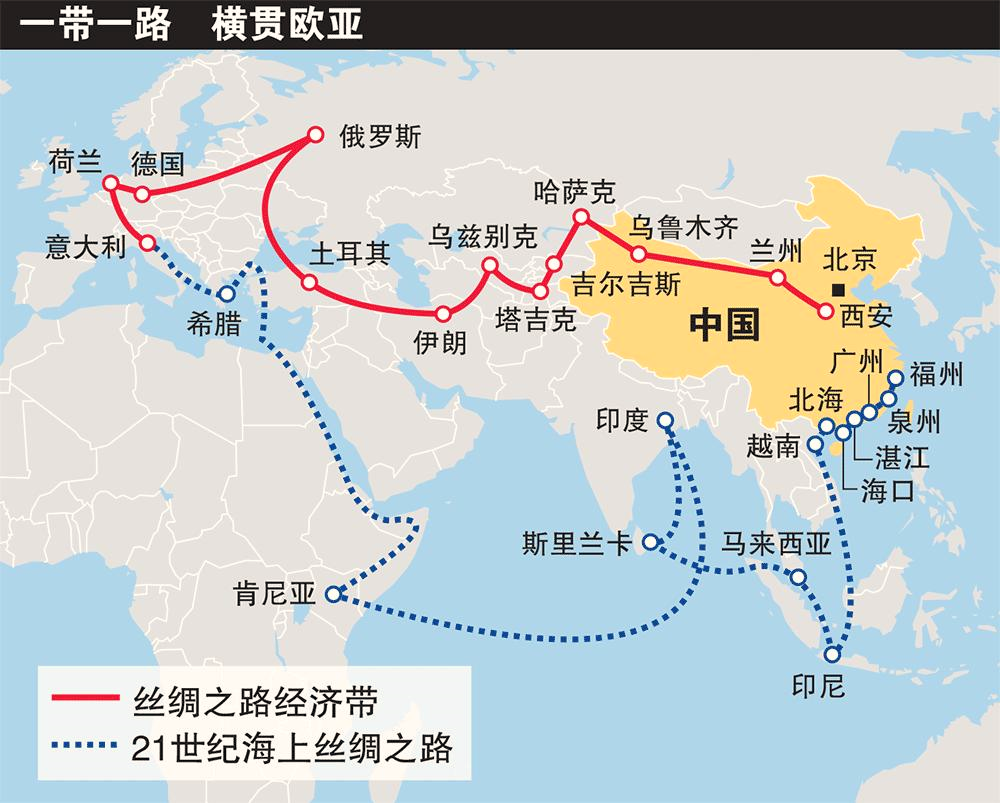 一带一路 横贯欧亚
俄罗斯
荷兰
德国
意大利
希腊
土耳其
伊朗
乌兹别克
塔吉克
哈萨克
吉尔吉斯
乌鲁木齐
兰州
北京
西安
中国
广州
福州
北海
泉州
越南
湛江
海口
印度
斯里兰卡
马来西亚
肯尼亚
印尼
丝绸之路经济带
21世纪海上丝绸之路